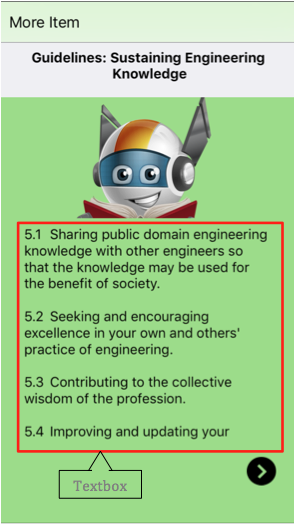 More Item
Guidelines: Sustaining Engineering
Knowledge
5.1 Sharing public domain engineering
knowledge with other engineers so
that the knowledge may be used for
the benefit of society.
5.2 Seeking and encouraging
excellence in your own and others'
practice of engineering.
5.3 Contributing to the collective
wisdom of the profession.
5.4 Improving and updating your
Textbox